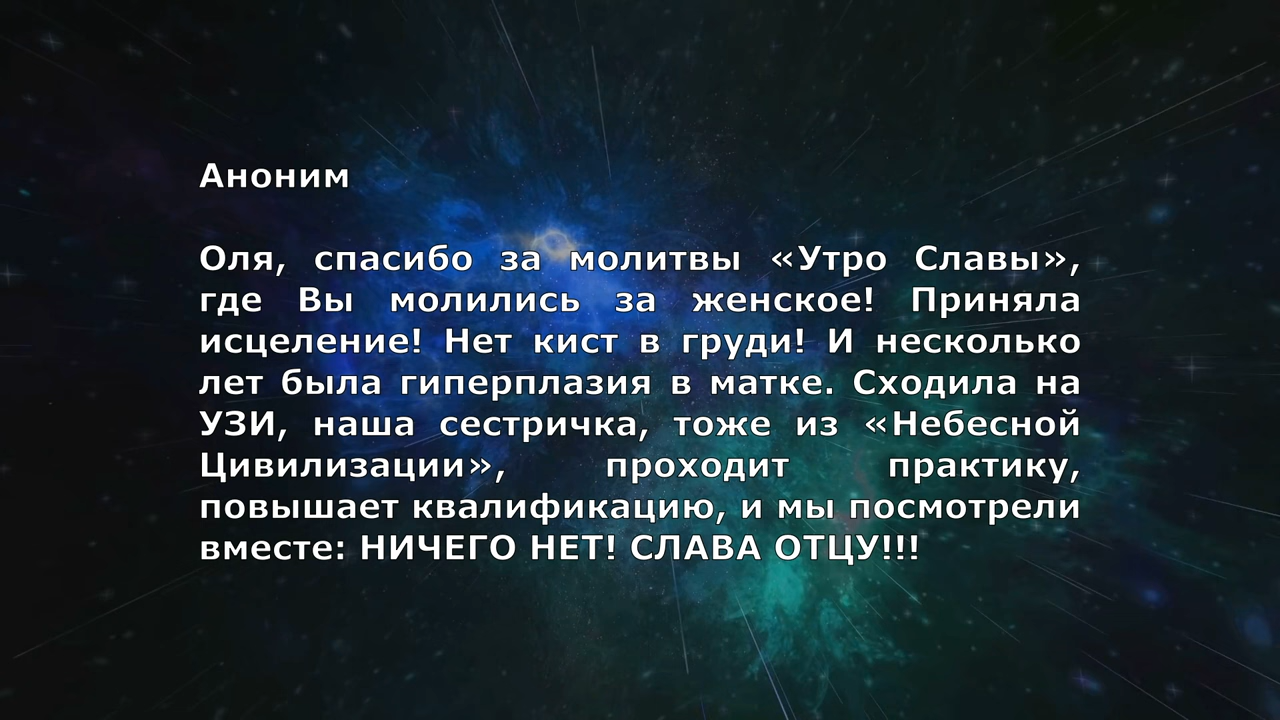 Аноним
Оля, спасибо за молитвы «Утро Славы»,
где Вы молились за женское! Приняла
исцеление! Нет кист в груди! И несколько
лет была гиперплазия в матке. Сходила на
УЗИ, наша сестричка, тоже из «Небесной
Цивилизации», проходит практику,
повышает квалификацию, и мы посмотрели
вместе: НИЧЕГО НЕТ! СЛАВА ОТЦУ!!!